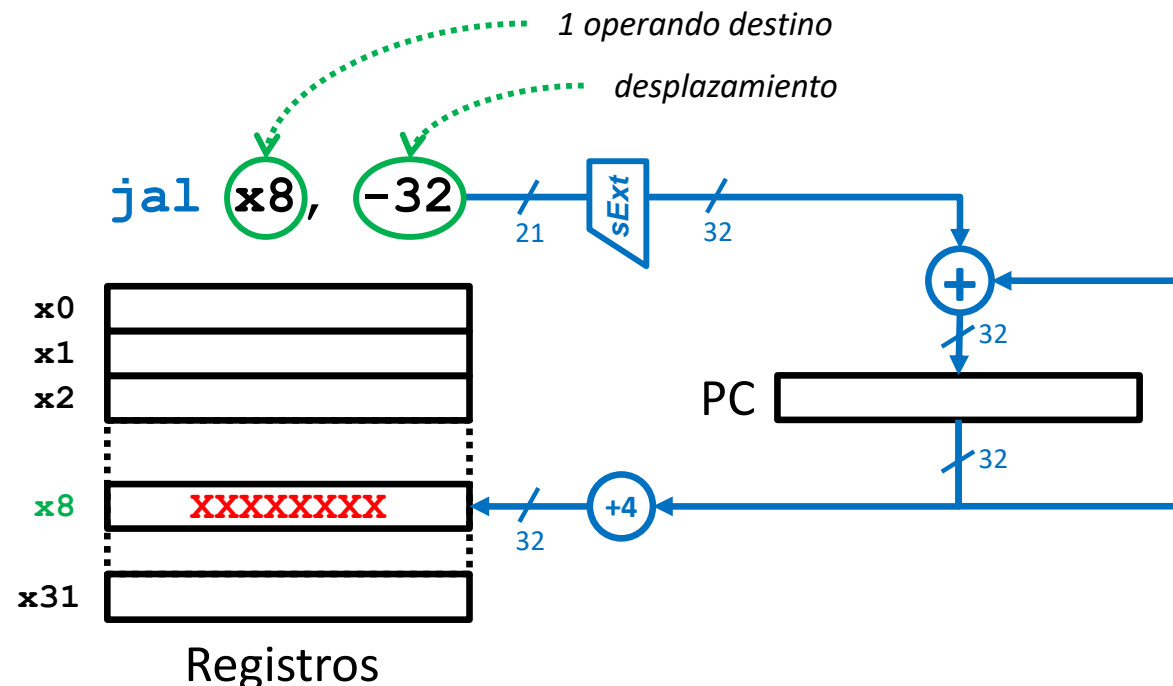 1 operando destino
desplazamiento
jal x8, -32
21
sExt
32
+
x0
x1
x2
32
PC
32
x8
XXXXXXXX
32
+4
x31
Registros